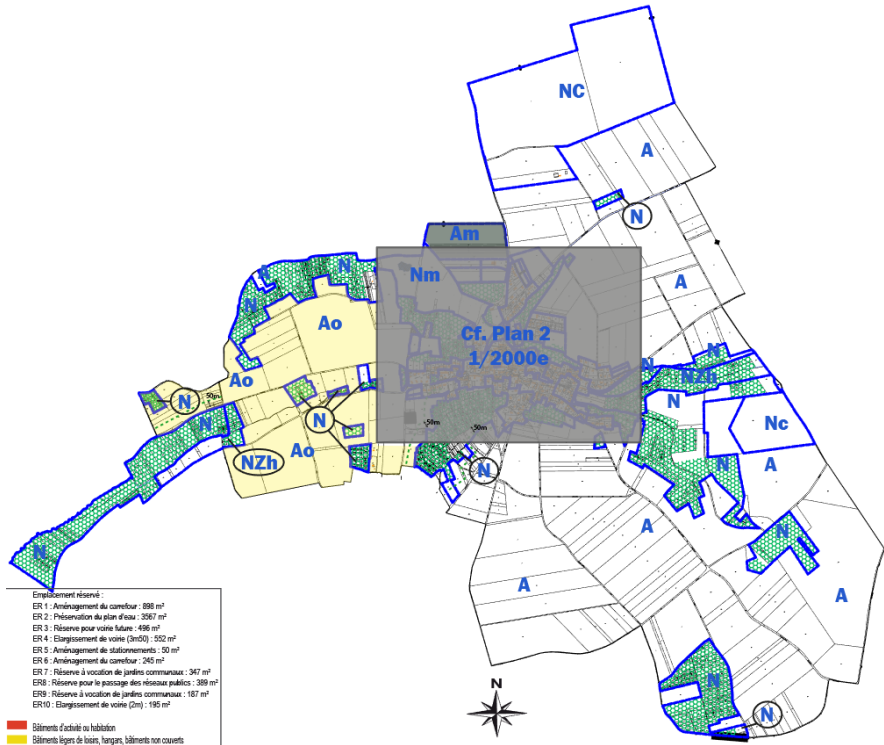 NC
A
N
Am
Nm
N
N
N
A
Ao
Cf. Plan 2
1/2000e
N
N
NZh
Ao
N
50m
N
Nc
N
N
50m
50m
Ao
NZh
N
N
A
N
A
A
N
A
Emplacement réservé :
ER 1 : Aménagement du carrefour : 898 m²
ER 2 : Préservation du plan d'eau : 3567 m²
ER 3 : Réserve pour voirie future : 496 m²
ER 4 : Elargissement de voirie (3m50) : 552 m²
ER 5 : Aménagement de stationnements : 50 m²
ER 6 : Aménagement du carrefour : 245 m²
ER 7 : Réserve à vocation de jardins communaux : 347 m²
ER8 : Réserve pour le passage des réseaux publics : 389 m²
ER9 : Réserve à vocation de jardins communaux : 187 m²
ER10 : Elargissement de voirie (2m) : 195 m²
N
N
N
Bâtiments d'activité ou habitation
Bâtiments légers de loisirs, hangars, bâtiments non couverts